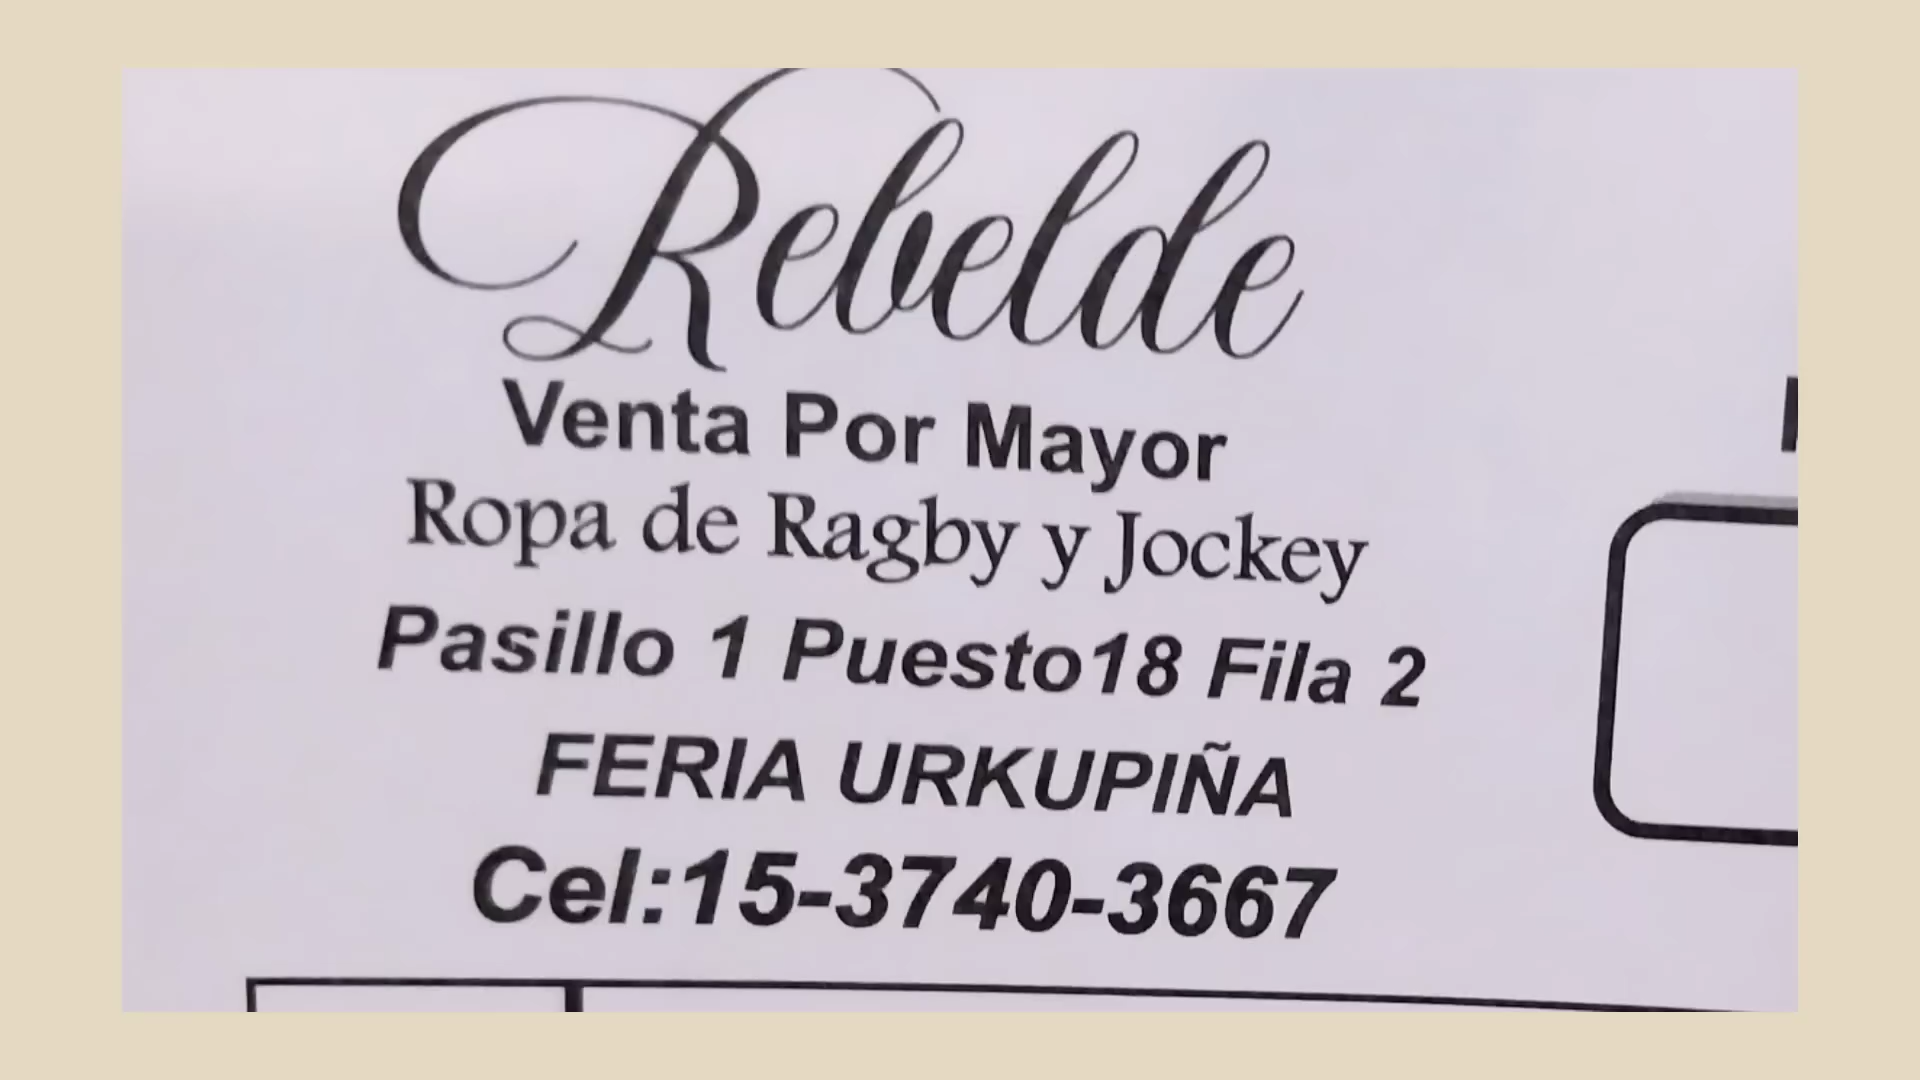 Rebelde
Venta Por Mayor
Ropa de Ragby y Jockey
Pasillo 1 Puesto18 Fila 2
FERIA URKUPIÑA
Cel:15-3740-3667